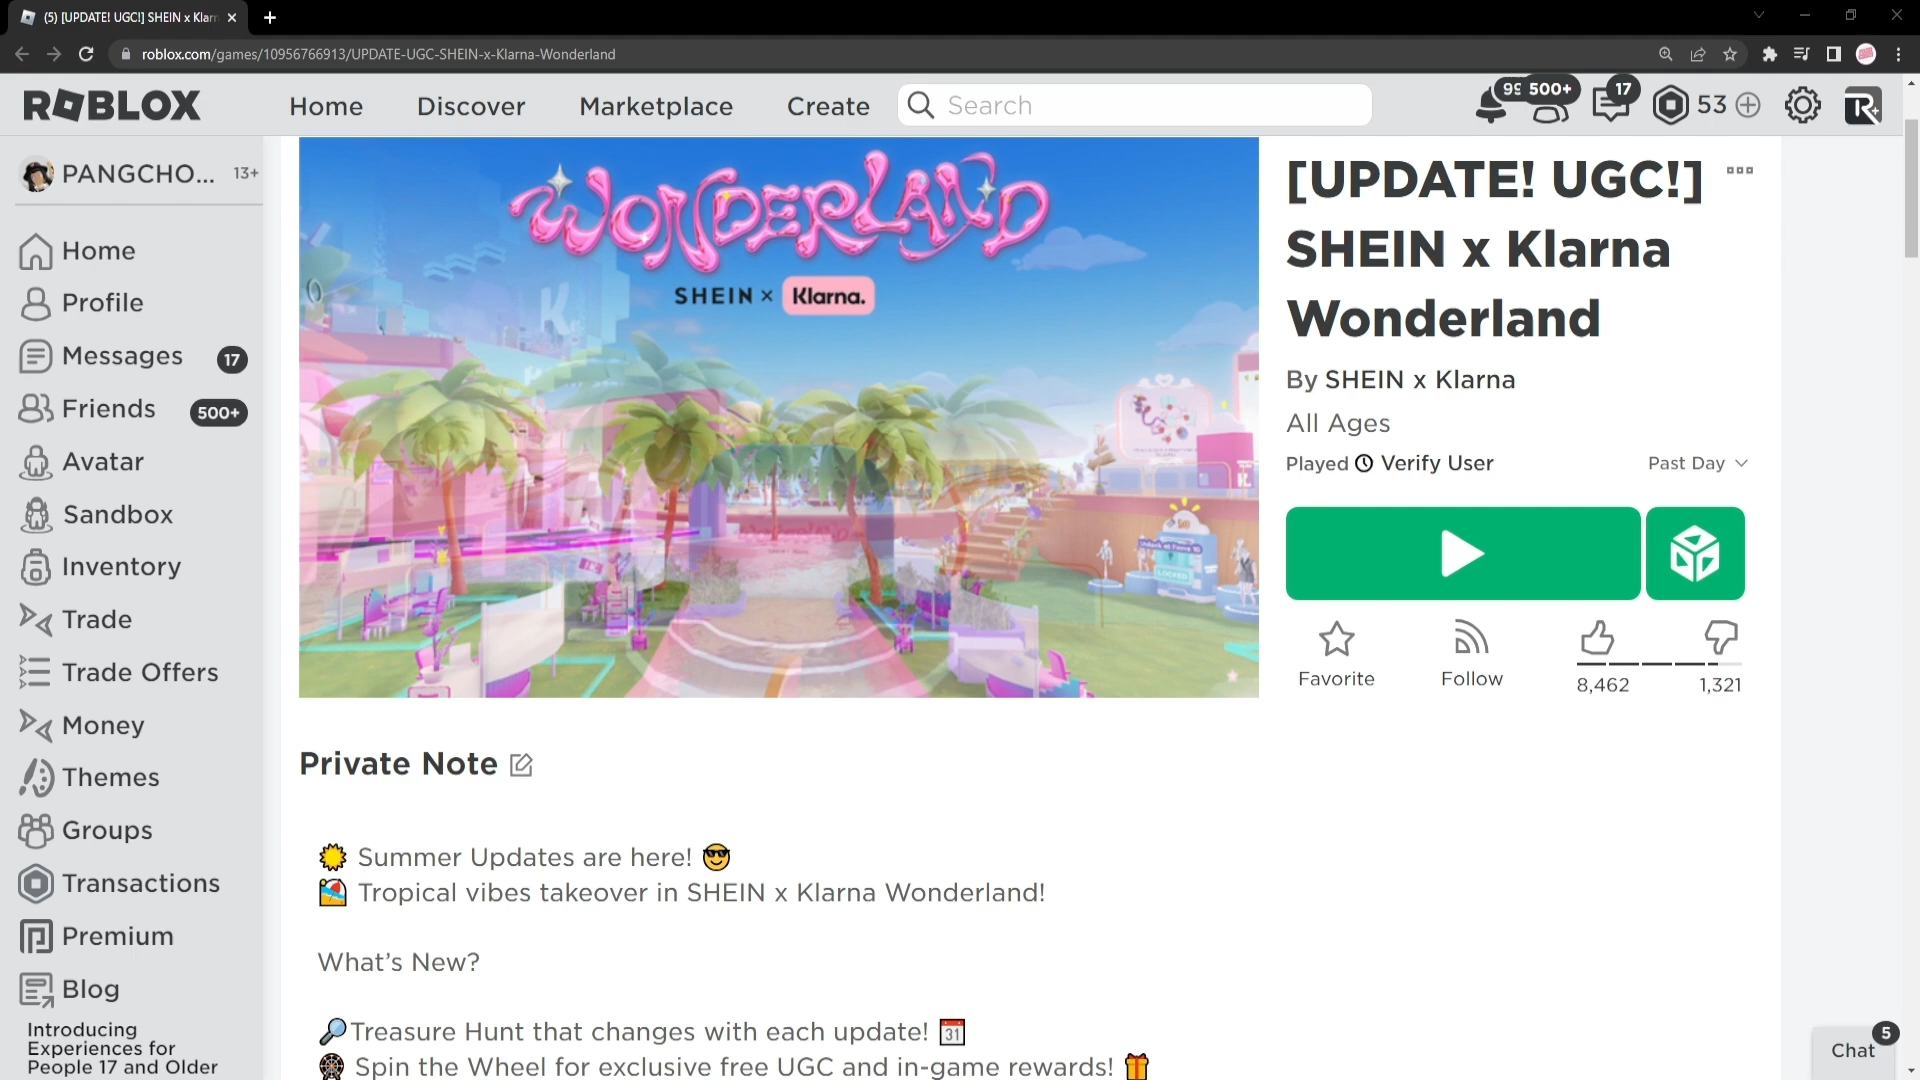 (5) [UPDATE! UGC!] SHEIN x Klarn
roblox.com/games/10956766913/UPDATE-UGC-SHEIN-x-Klarna-Wonderland
ROBLOX
Home
Discover
Marketplace
Create
Search
500+
17
53
PANGCHO...
13+
Home
Profile
Messages
17
Friends
500+
Avatar
Sandbox
Inventory
Trade
Trade Offers
Money
Themes
Groups
Transactions
Premium
Blog
Introducing
Experiences for
People 17 and Older
WONDERLAND
SHEIN × Klarna.
LOCKED
[UPDATE! UGC!]
SHEIN x Klarna
Wonderland
By SHEIN x Klarna
All Ages
Played Verify User
Past Day
Favorite
Follow
8,462
1,321
Private Note
Summer Updates are here!
Tropical vibes takeover in SHEIN x Klarna Wonderland!
What's New?
Treasure Hunt that changes with each update!
Spin the Wheel for exclusive free UGC and in-game rewards!
Chat
5